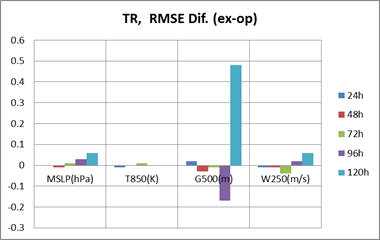 TR,  RMSE Dif. (ex-op)
0.6
0.5
0.4
0.3
0.2
0.1
0
-0.1
-0.2
-0.3
MSLP(hPa) T850(K) G500(m) W250(m/s)
24h
48h
72h
96h
120h